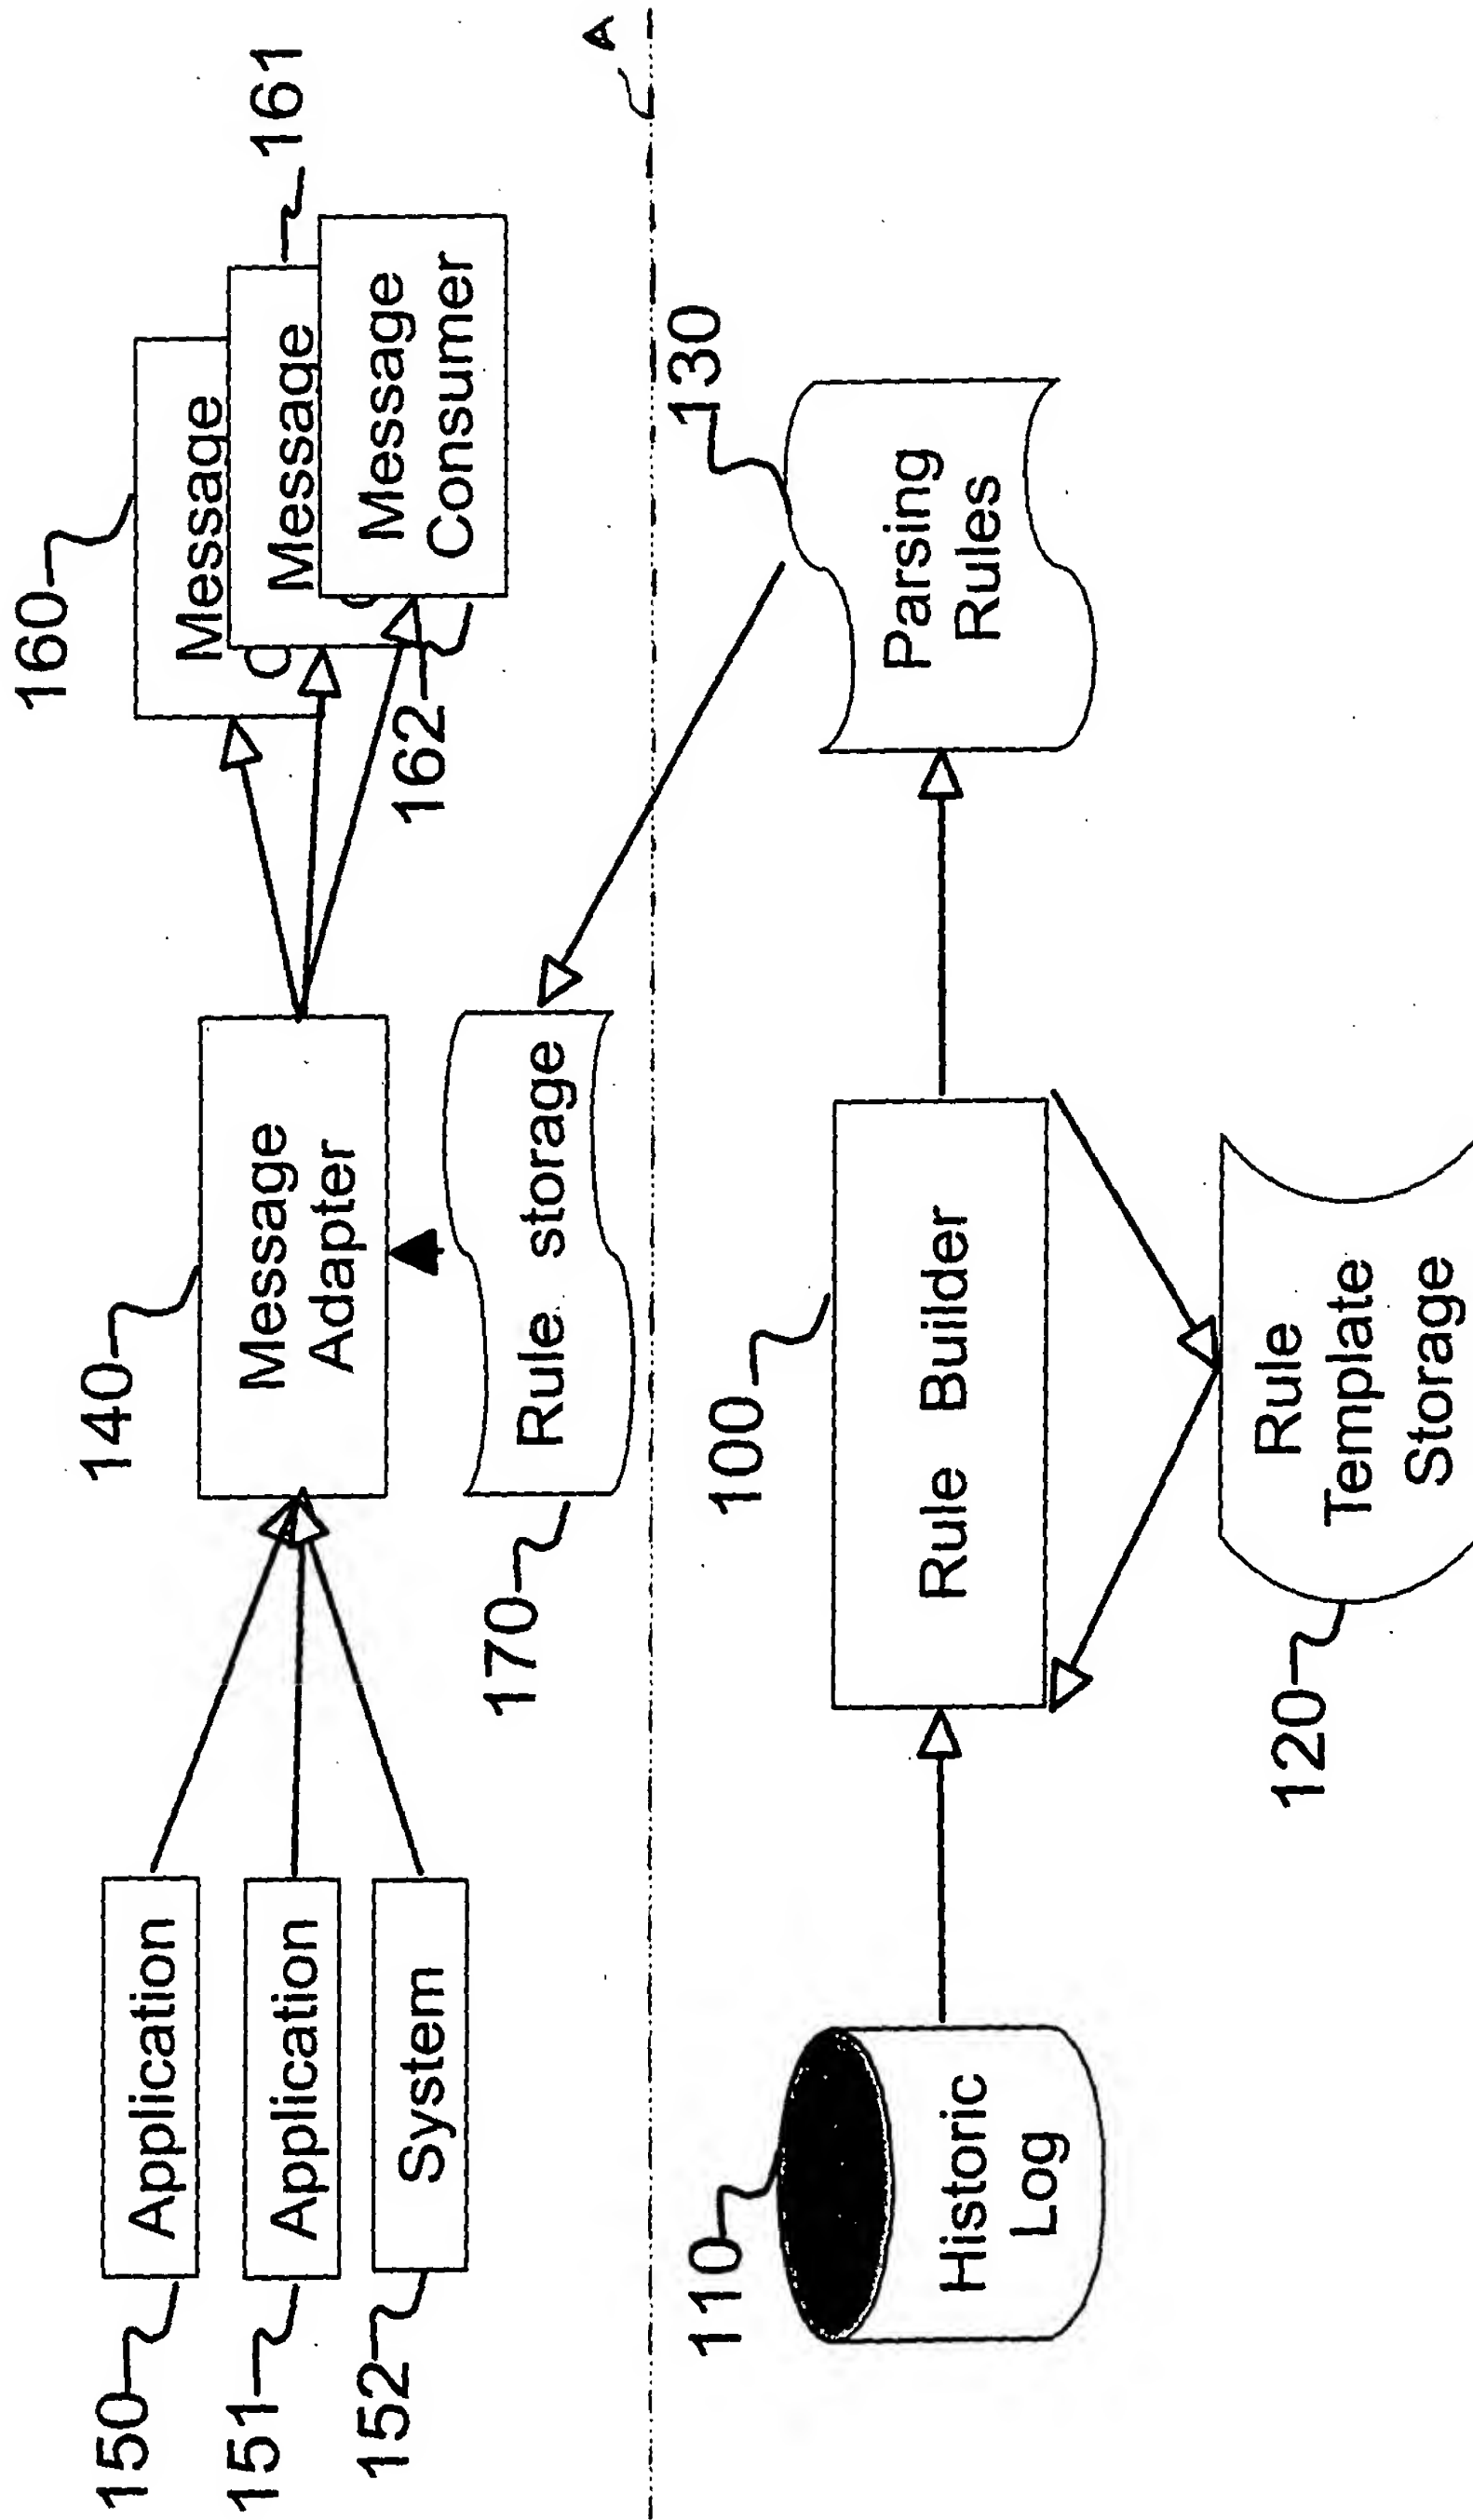 160
161
140
Message
C
Message
C
150
Application
Message
Adapter
Message
Consumer
151
Application
162
152
System
170
Rule storage
A
130
110
100
Parsing
Rules
Historic
Log
Rule Builder
120
Rule
Template
Storage